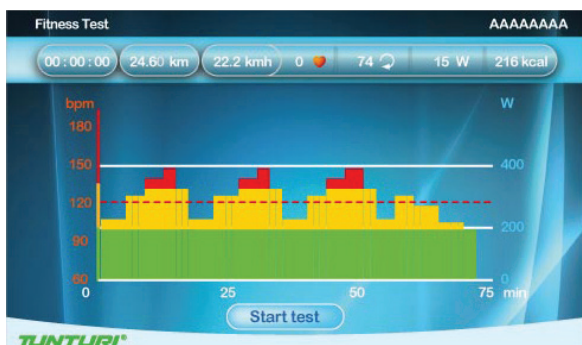 Fitness Test AAAAAAAA
00:00:00 24.60 km 22.2 kmh 0 74 15 W 216 kcal
bpm W
180
150 400
120
90 200
60 0
0 25 50 75 min
Start test
TUNTURI®